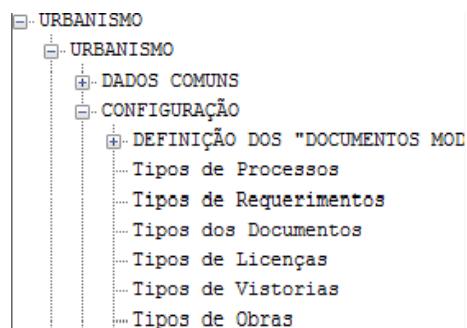 URBANISMO
URBANISMO
DADOS COMUNS
CONFIGURAÇÃO
DEFINIÇÃO DOS "DOCUMENTOS MOD
Tipos de Processos
Tipos de Requerimentos
Tipos dos Documentos
Tipos de Licenças
Tipos de Vistorias
Tipos de Obras